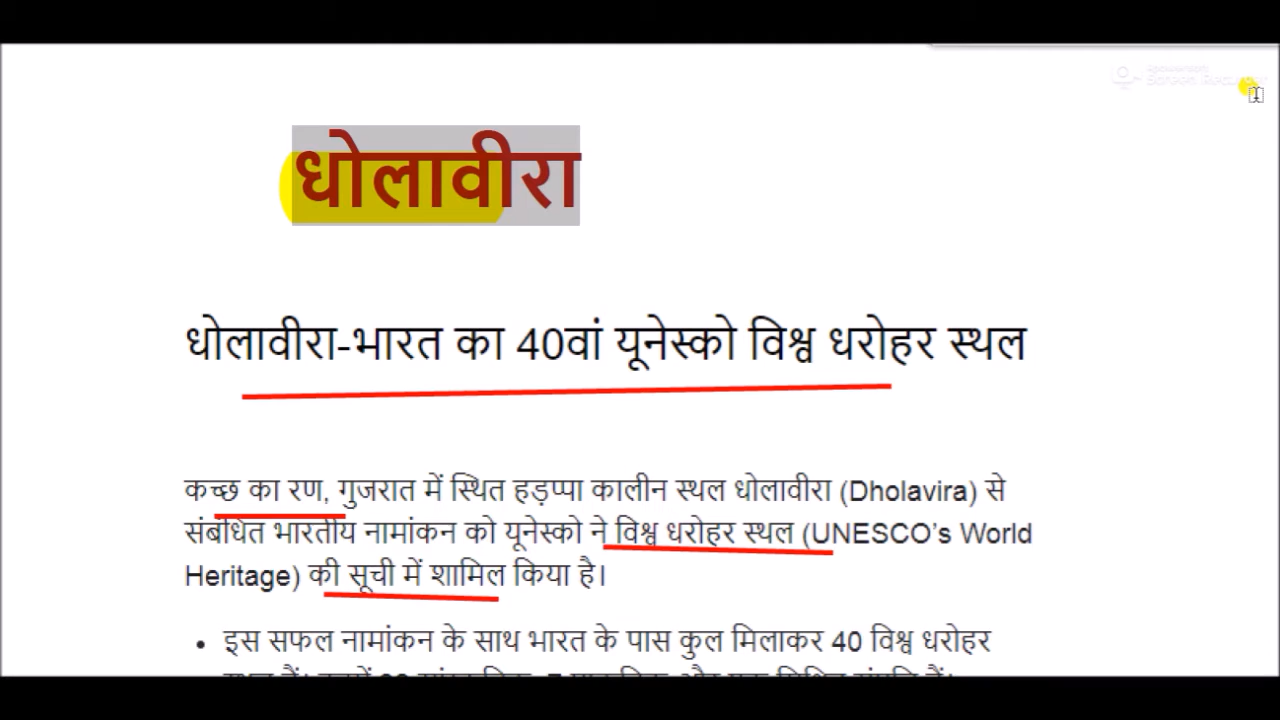 धोलावीरा
धोलावीरा-भारत का 40वां यूनेस्को विश्व धरोहर स्थल
कच्छ का रण, गुजरात में स्थित हड़प्पा कालीन स्थल धोलावीरा (Dholavira) से
संबंधित भारतीय नामांकन को यूनेस्को ने विश्व धरोहर स्थल (UNESCO's World
Heritage) की सूची में शामिल किया है।
• इस सफल नामांकन के साथ भारत के पास कुल मिलाकर 40 विश्व धरोहर